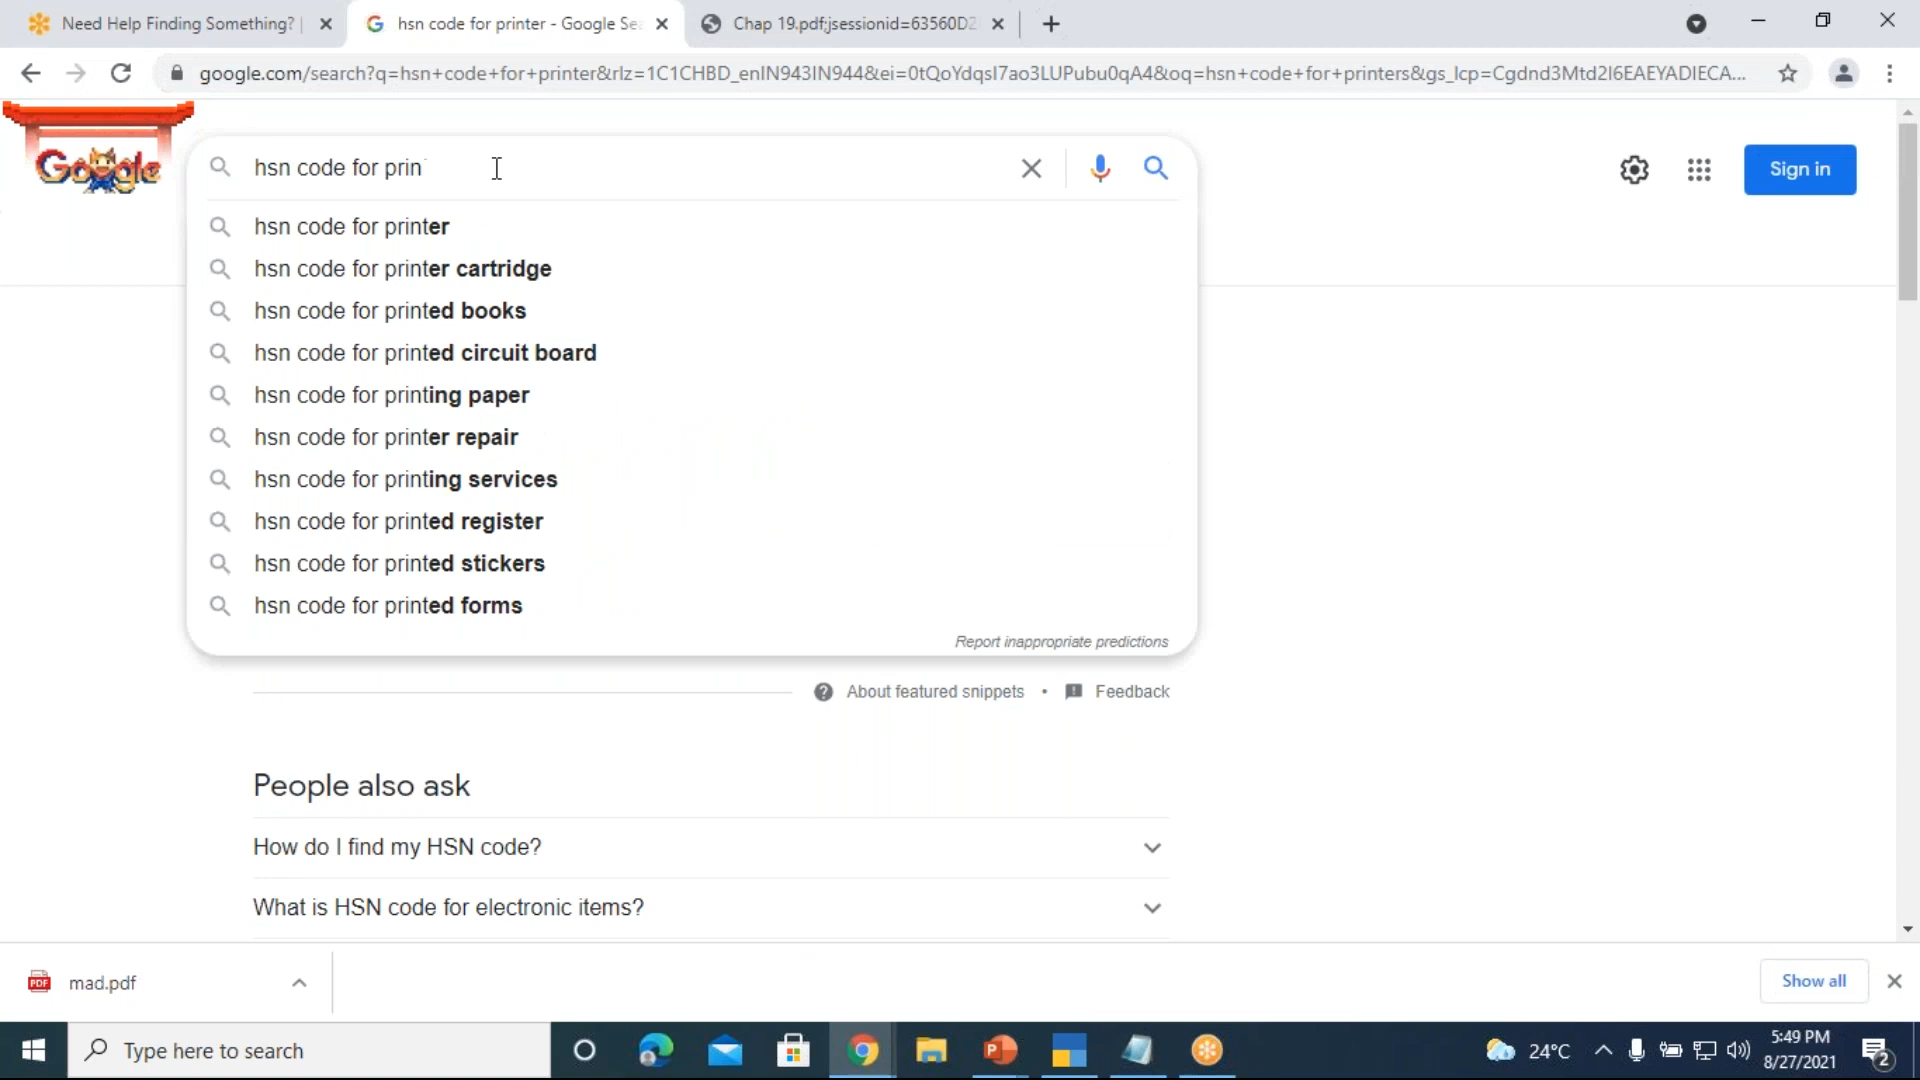 Need Help Finding Something? |
hsn code for printer - Google Se
Chap 19.pdf;jsessionid=63560D2
google.com/search?q=hsn+code+for+printer&rlz=1C1CHBD_enIN943IN944&ei=0tQoYdqsI7ao3LUPubu0qA4&oq=hsn+code+for+printers&gs_lcp=Cgdnd3Mtd2l6EAEYADIECA...
Google
hsn code for prin
Sign in
hsn code for printer
hsn code for printer cartridge
hsn code for printed books
hsn code for printed circuit board
hsn code for printing paper
hsn code for printer repair
hsn code for printing services
hsn code for printed register
hsn code for printed stickers
hsn code for printed forms
Report inappropriate predictions
About featured snippets • Feedback
People also ask
How do I find my HSN code?
What is HSN code for electronic items?
PDF mad.pdf
Show all
Type here to search
24°C
5:49 PM
8/27/2021
2